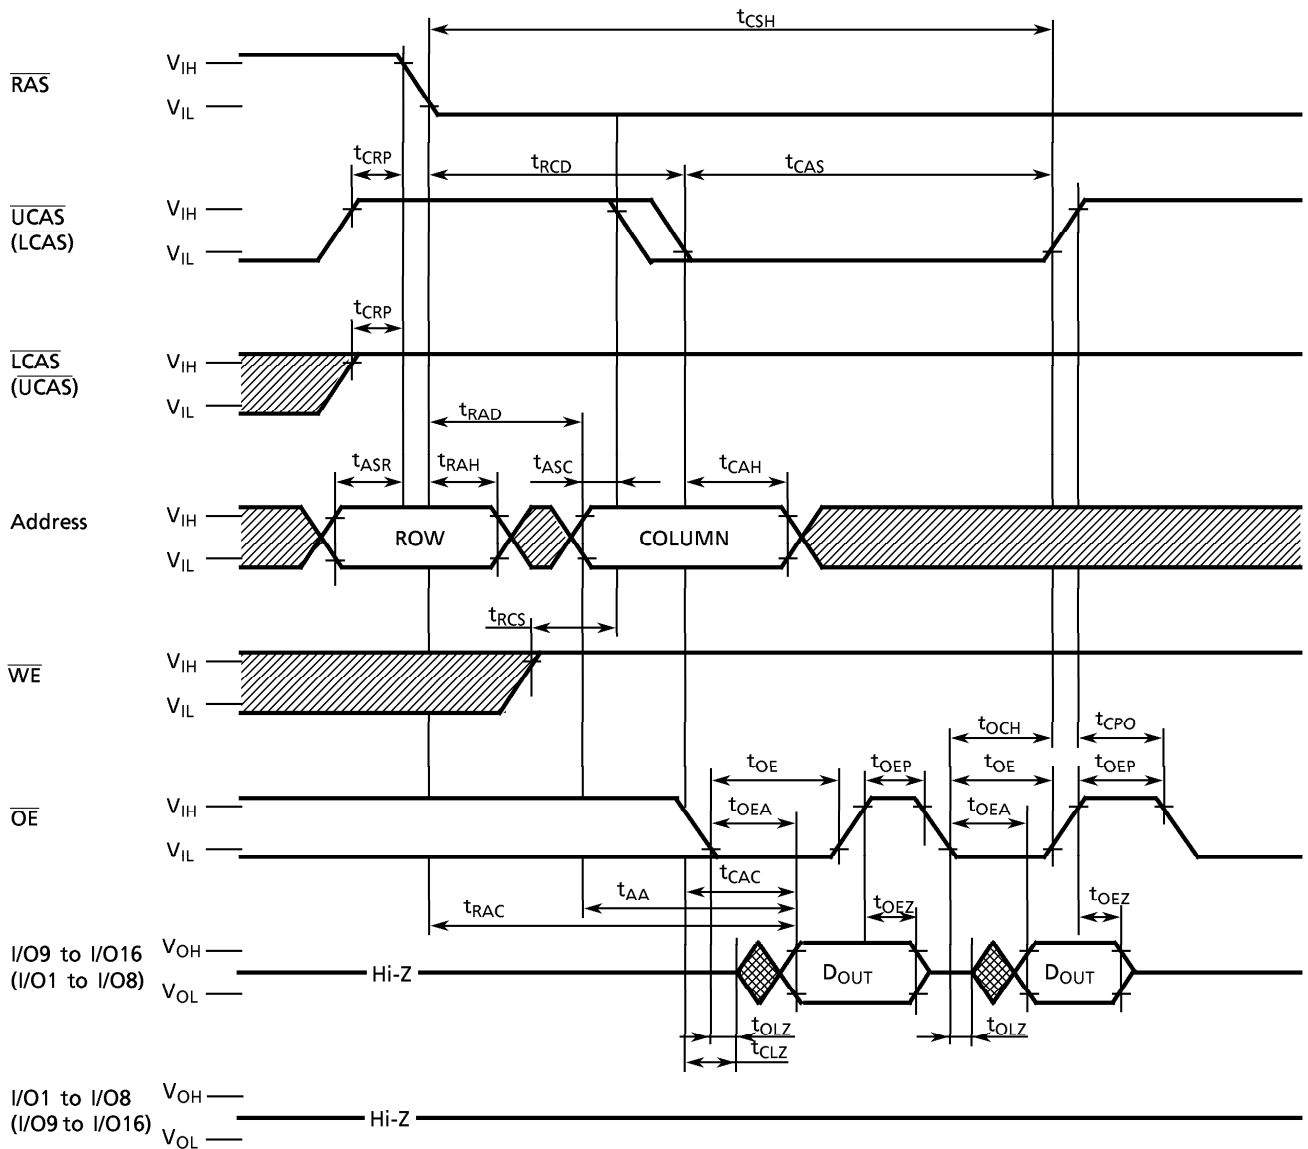 tCSH
RAS VIH
VIL
tCRP tRCD tCAS
UCAS VIH
(LCAS)
VIL
tCRP
LCAS VIH
(UCAS)
VIL
tRAD
tASR tRAH tASC tCAH
Address VIH
ROW COLUMN
VIL
tRCS
WE VIH
VIL
tOCH tCPO
tOE tOEP tOE tOEP
OE VIH
tOEA tOEA
VIL
tCAC
tAA
tRAC tOEZ tOEZ
I/O9 to I/O16 VOH
(I/O1 to I/O8) Hi-Z DOUT DOUT
VOL
tOLZ tOLZ
tCLZ
I/O1 to I/O8 VOH
(I/O9 to I/O16) Hi-Z
VOL